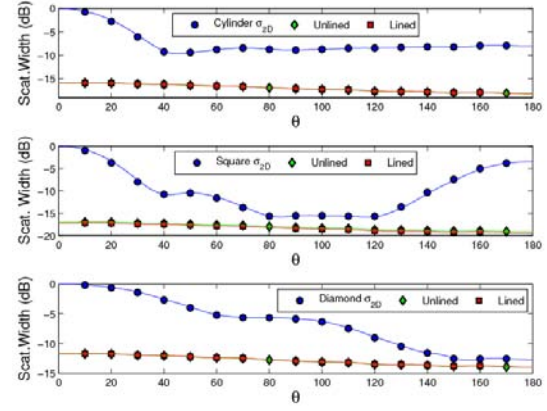 Scat.Width (dB)
0
−5
−10
−15
Cylinder σ2D Unlined Lined
0 20 40 60 80 100 120 140 160 180
θ
Scat. Width (dB)
0
−5
−10
−15
−20
Square σ2D Unlined Lined
0 20 40 60 80 100 120 140 160 180
θ
Scat.Width (dB)
0
−5
−10
−15
Diamond σ2D Unlined Lined
0 20 40 60 80 100 120 140 160 180
θ